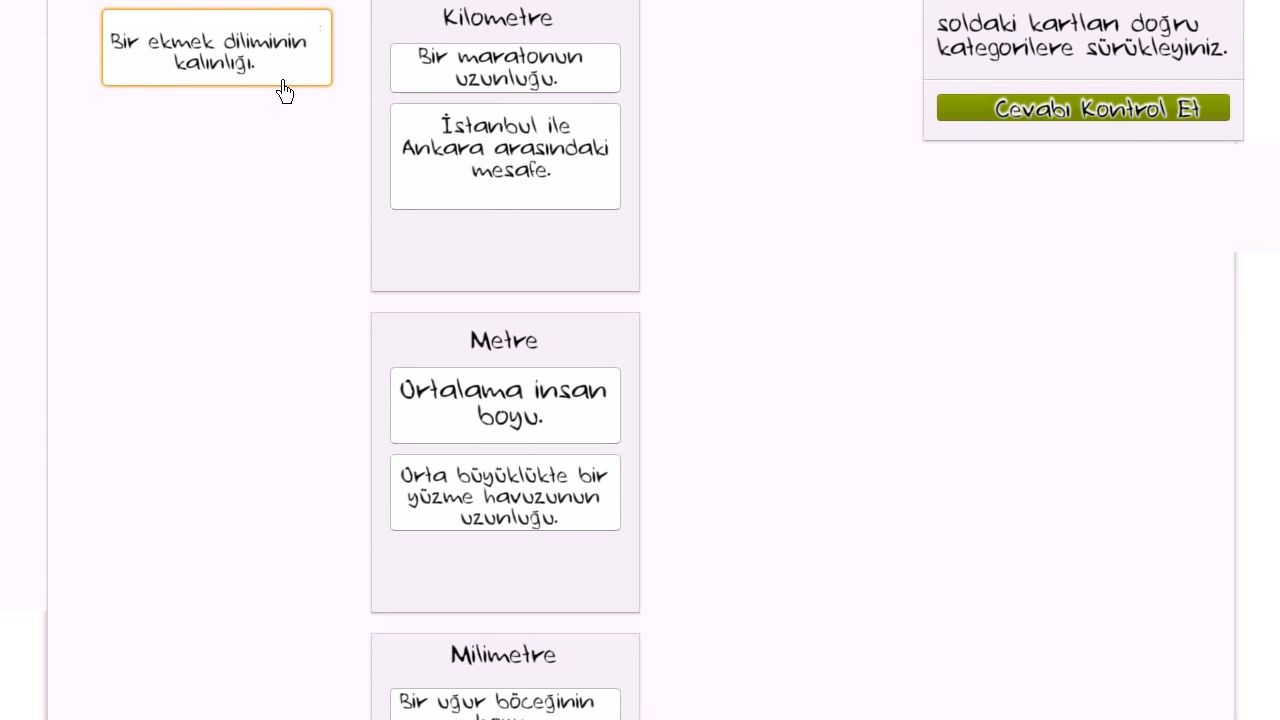 Bir ekmek diliminin
kalınlığı.
Kilometre
Bir maratonun
uzunluğu.
İstanbul ile
Ankara arasındaki
mesafe.
Metre
Ortalama insan
boyu.
Orta büyüklükte bir
yüzme havuzunun
uzunluğu.
Milimetre
Bir uğur böceğinin
soldaki kartları doğru
kategorilere sürükleyiniz.
Cevabı Kontrol Et